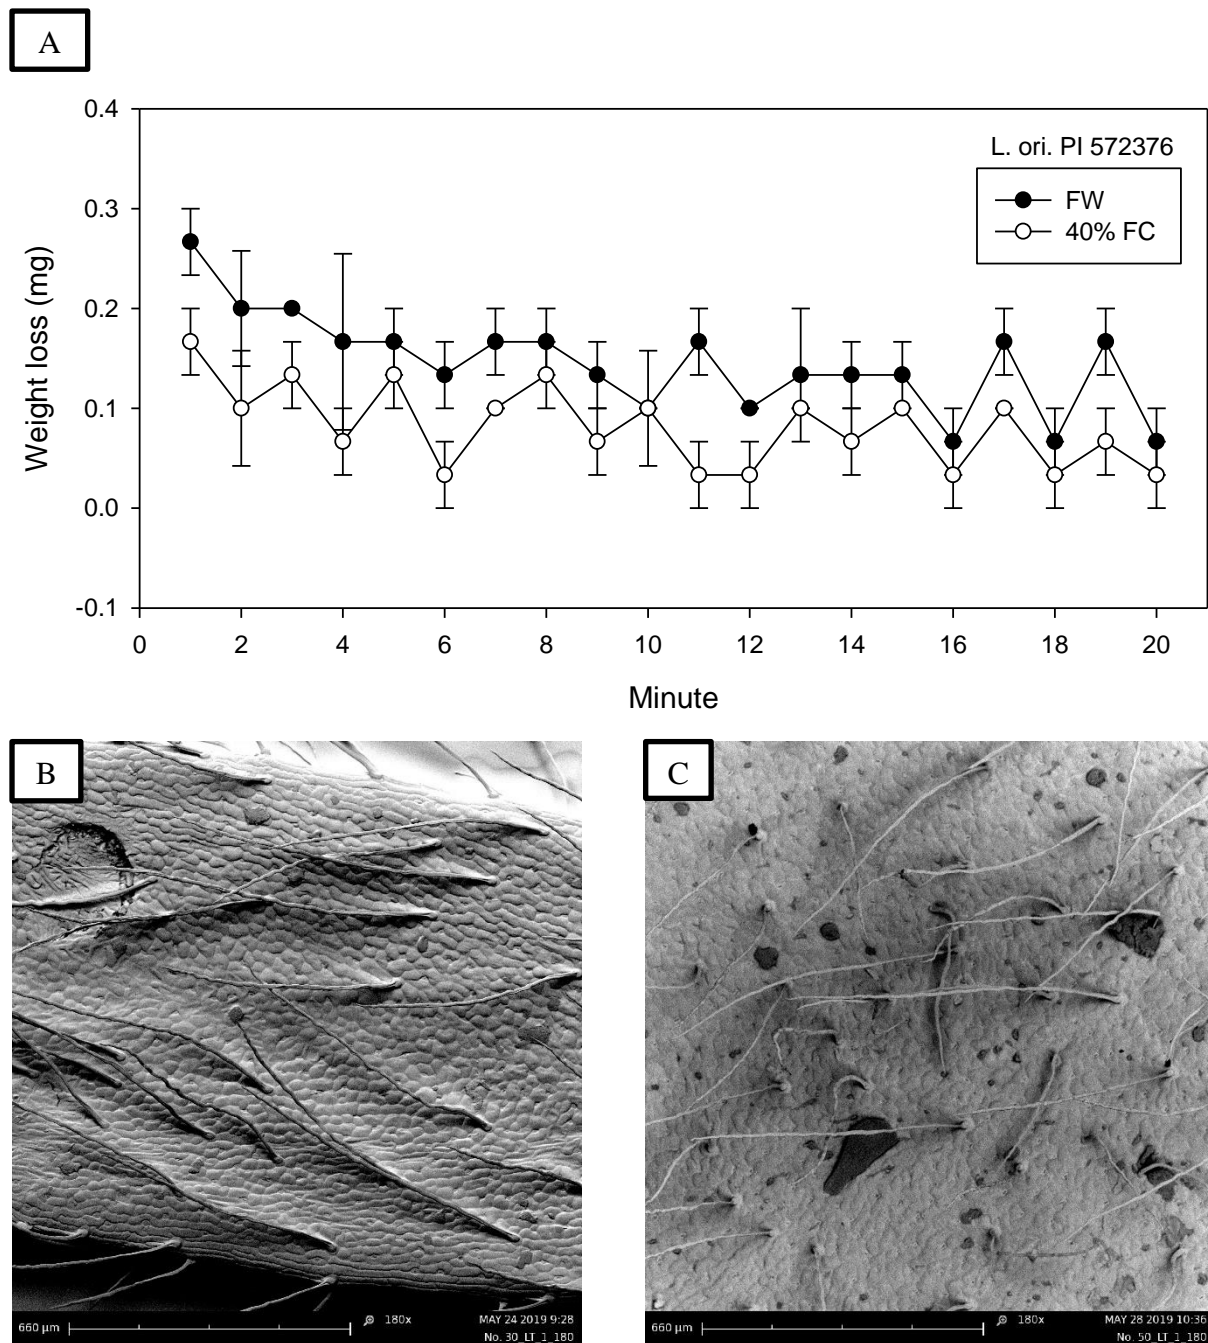 A
0.4
0.3
0.2
0.1
0.0
-0.1
Weight loss (mg)
L. ori. PI 572376
FW
40% FC
0 2 4 6 8 10 12 14 16 18 20
Minute
B
C
660 µm 180x MAY 24 2019 9:28
No. 30_LT_1_180
660 µm 180x MAY 28 2019 10:36
No. 50_LT_1_180